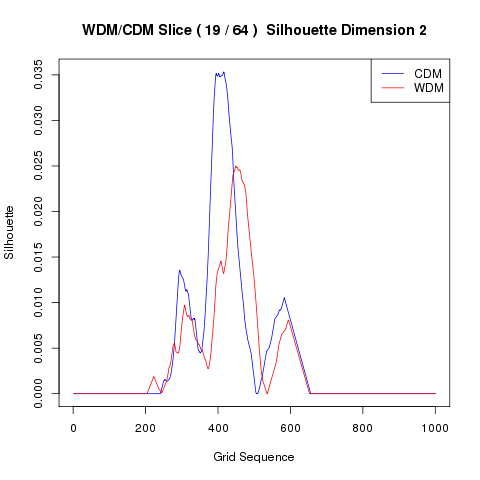 WDM/CDM Slice ( 19 / 64 )  Silhouette Dimension 2
CDM
WDM
Silhouette
0.035
0.030
0.025
0.020
0.015
0.010
0.005
0.000
0 200 400 600 800 1000
Grid Sequence